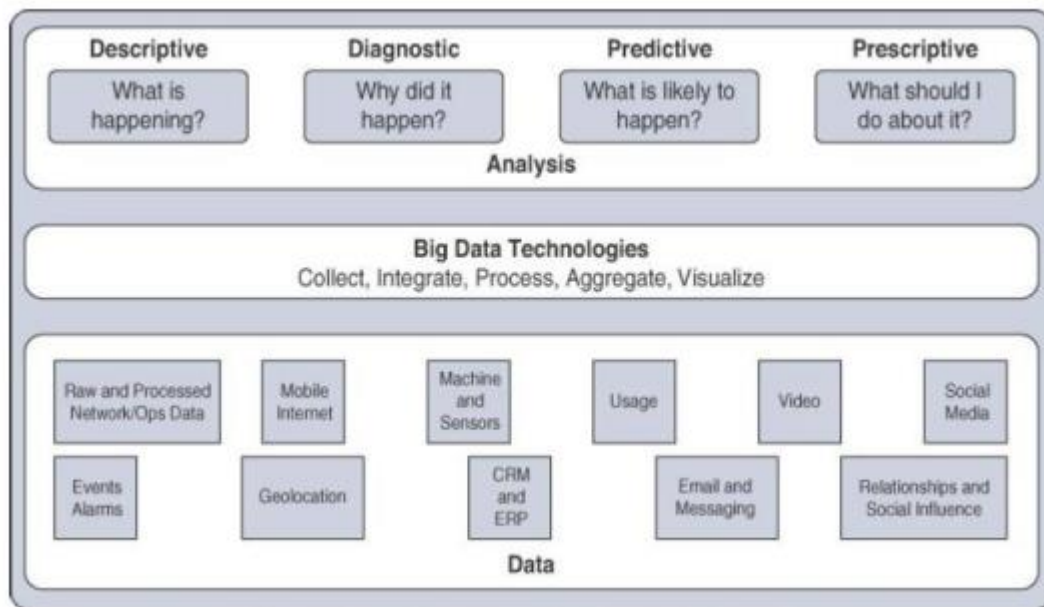 Descriptive
Diagnostic
Predictive
Prescriptive
What is
happening?
Why did it
happen?
What is likely to
happen?
What should I
do about it?
Analysis
Big Data Technologies
Collect, Integrate, Process, Aggregate, Visualize
Raw and Processed
Network/Ops Data
Mobile
Internet
Machine
and
Sensors
Usage
Video
Social
Media
Events
Alarms
Geolocation
CRM
and
ERP
Email and
Messaging
Relationships and
Social Influence
Data